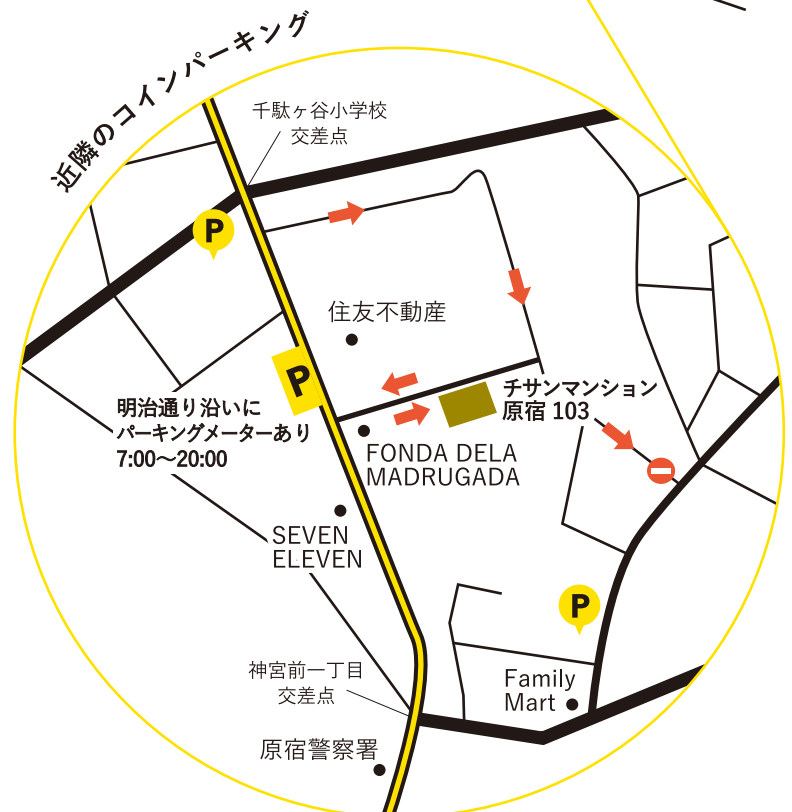 近隣のコインパーキング
千駄ヶ谷小学校
交差点
P
住友不動産
P
明治通り沿いに
パーキングメーターあり
7:00〜20:00
チサンマンション
原宿 103
FONDA DELA
MADRUGADA
SEVEN
ELEVEN
P
神宮前一丁目
交差点
Family
Mart
原宿警察署